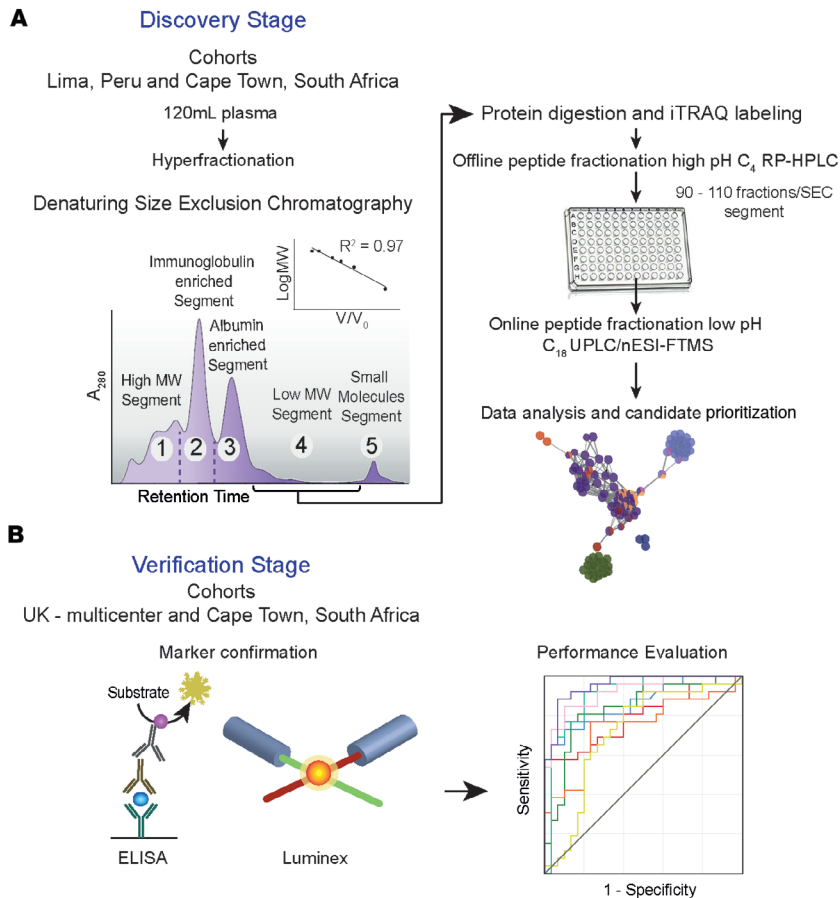 A
Discovery Stage
Cohorts
Lima, Peru and Cape Town, South Africa
120mL plasma
Hyperfractionation
Denaturing Size Exclusion Chromatography
R² = 0.97
LogMW
V/V₀
Immunoglobulin
enriched
Segment
Albumin
enriched
Segment
High MW
Segment
Low MW
Segment
Small
Molecules
Segment
A₂₈₀
1
2
3
4
5
Retention Time
Protein digestion and iTRAQ labeling
Offline peptide fractionation high pH C₄ RP-HPLC
90 - 110 fractions/SEC
segment
A
B
C
D
E
F
G
H
Online peptide fractionation low pH
C₁₈ UPLC/nESI-FTMS
Data analysis and candidate prioritization
B
Verification Stage
Cohorts
UK - multicenter and Cape Town, South Africa
Marker confirmation
Substrate
ELISA
Luminex
Performance Evaluation
Sensitivity
1 - Specificity